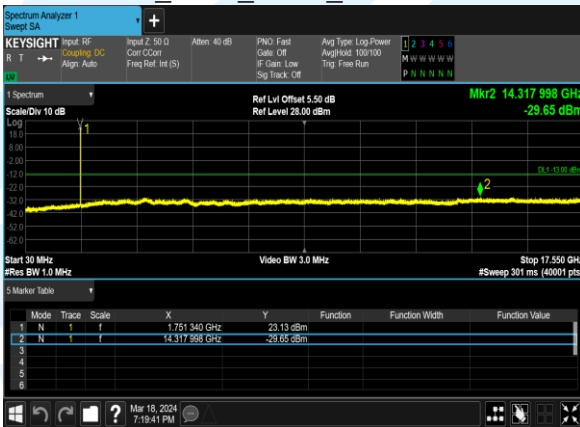 Spectrum Analyzer 1
Swept SA
KEYSIGHT
R T
LV
Input: RF
Coupling: DC
Align: Auto
Input Z: 50 Ω
Corr CCorr
Freq Ref: Int (S)
Atten: 40 dB
PNO: Fast
Gate: Off
IF Gain: Low
Sig Track: Off
Avg Type: Log-Power
Avg|Hold: 100/100
Trig: Free Run
1 2 3 4 5 6
M W W W W W
P N N N N N
1 Spectrum
Scale/Div 10 dB
Ref Lvl Offset 5.50 dB
Ref Level 28.00 dBm
Mkr2 14.317 998 GHz
-29.65 dBm
Log
18.0
8.00
-2.00
-12.0
-22.0
-32.0
-42.0
-52.0
-62.0
1
DL1 -13.00 dBm
2
Start 30 MHz
#Res BW 1.0 MHz
Video BW 3.0 MHz
Stop 17.550 GHz
#Sweep 301 ms (40001 pts)
5 Marker Table
Mode Trace Scale X Y Function Function Width Function Value
1 N 1 f 1.751 340 GHz 23.13 dBm
2 N 1 f 14.317 998 GHz -29.65 dBm
3
4
5
6
?
Mar 18, 2024
7:19:41 PM